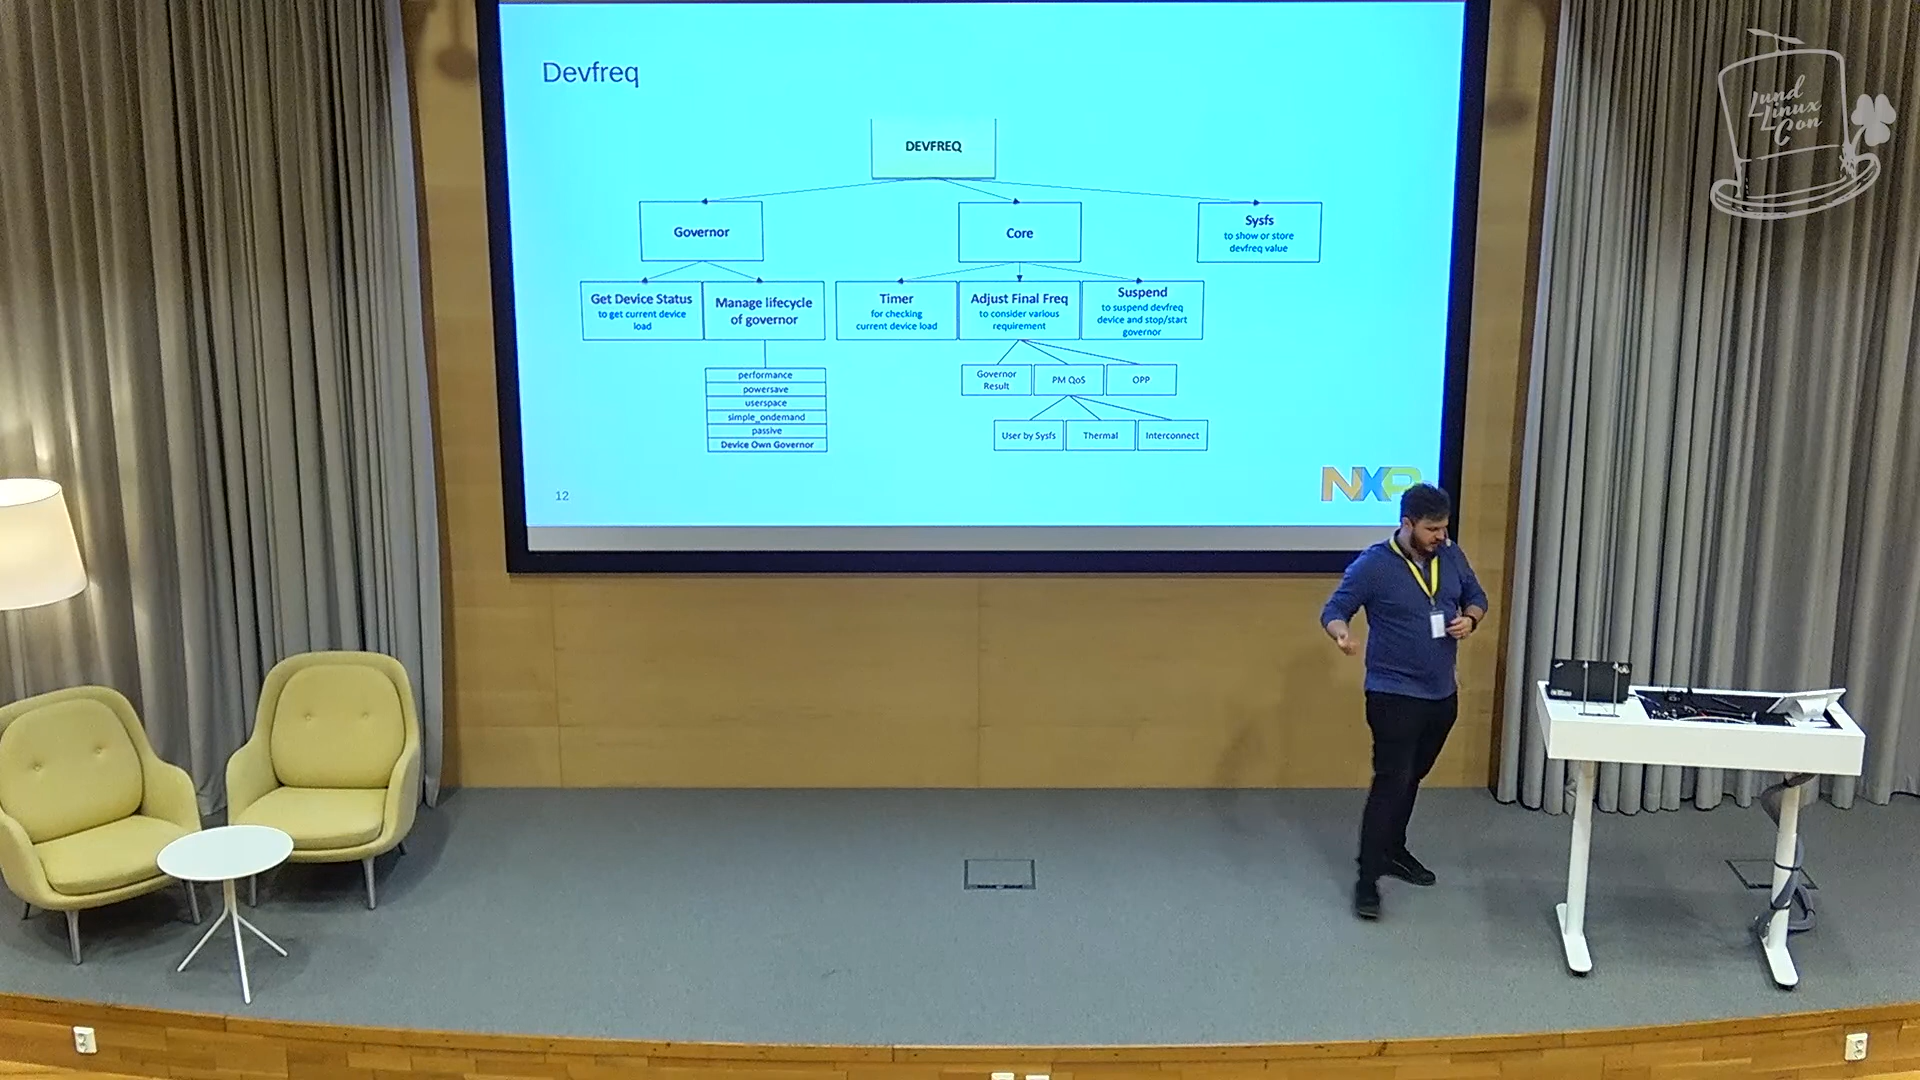 Devfreq
DEVFREQ
Governor
Core
Sysfs
to show or store
devfreq value
Get Device Status
to get current device
load
Manage lifecycle
of governor
Timer
for checking
current device load
Adjust Final Freq
to consider various
requirement
Suspend
to suspend devfreq
device and stop/start
governor
performance
powersave
userspace
simple_ondemand
passive
Device Own Governor
Governor
Result
PM QoS
OPP
User by Sysfs
Thermal
Interconnect
12
NXP
Lund
Linux
Con